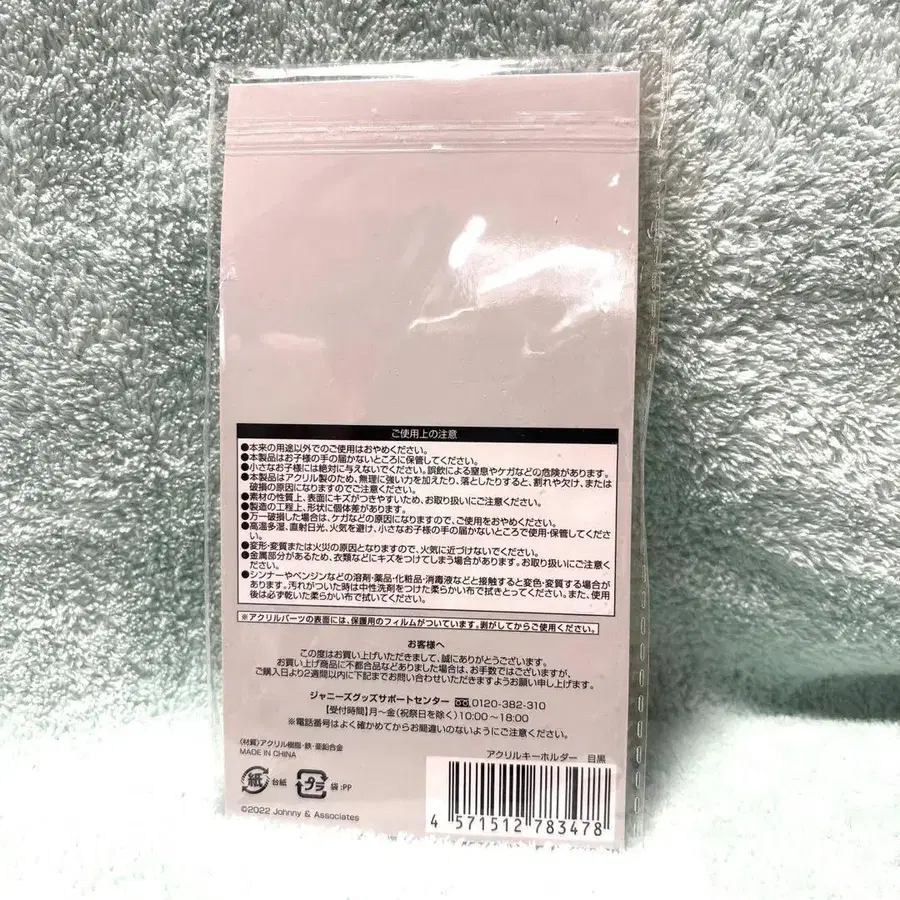 ご使用上の注意
●本来の用途以外でのご使用はおやめください。
●本製品はお子様の手の届かないところに保管してください。
●小さなお子様には絶対に与えないでください。誤飲による窒息やケガなどの危険があります。
●本製品はアクリル製のため、無理に強い力を加えたり、落としたりすると、割れや欠け、または
破損の原因になりますのでご注意ください。
●素材の性質上、表面にキズがつきやすいため、お取り扱いにご注意ください。
●製造の工程上、形状に個体差があります。
●万一破損した場合は、ケガなどの原因になりますので、ご使用をおやめください。
●高温多湿、直射日光、火気を避け、小さなお子様の手の届かないところで使用・保管してくだ
さい。
●変形・変質または火災の原因となりますので、火気に近づけないでください。
●金属部分があるため、衣類などにキズをつけてしまう場合があります。お取り扱いにご注意く
ださい。
●シンナーやベンジンなどの溶剤・薬品・化粧品・消毒液などと接触すると変色・変質する場合が
あります。汚れがついた時は中性洗剤をつけた柔らかい布で拭きとってください。また、使用
後は必ず乾いた柔らかい布で拭いてください。
※アクリルパーツの表面には、保護用のフィルムがついています。剥がしてからご使用ください。
お客様へ
この度はお買い上げいただきまして、誠にありがとうございます。
お買い上げ商品に不都合品などありました場合は、お手数ではございますが、
ご購入日より2週間以内に下記までお問い合わせいただきますようお願い申し上げます。
ジャニーズグッズサポートセンター 0120-382-310
【受付時間】月〜金(祝祭日を除く)10:00〜18:00
※電話番号はよく確かめてからお間違いのないようにご注意ください。
〈材質〉アクリル樹脂・鉄・亜鉛合金
MADE IN CHINA
アクリルキーホルダー 目黒
紙 台紙 プラ 袋:PP
4 571512 783478
©2022 Johnny & Associates